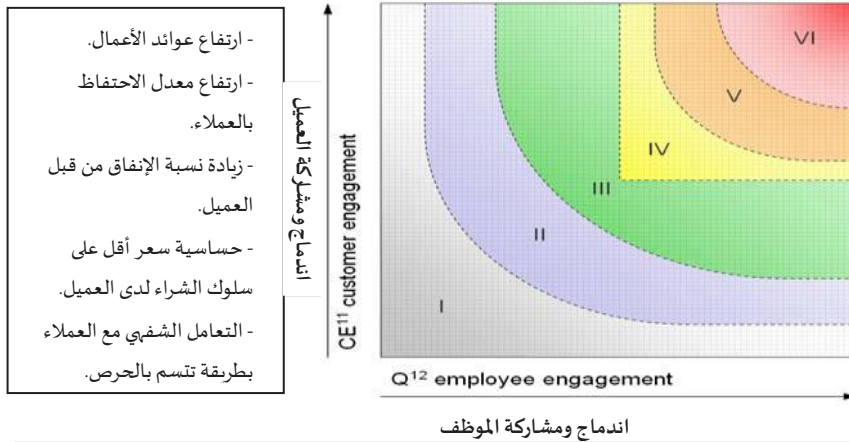 - ارتفاع عوائد الأعمال.
- ارتفاع معدل الاحتفاظ
بالعملاء.
- زيادة نسبة الإنفاق من قبل
العميل.
- حساسية سعر أقل على
سلوك الشراء لدى العميل.
- التعامل الشفهي مع العملاء
بطريقة تتسم بالحرص.
اندماج ومشاركة العميل
CE¹¹ customer engagement
VI
V
IV
III
II
I
Q¹² employee engagement
اندماج ومشاركة الموظف